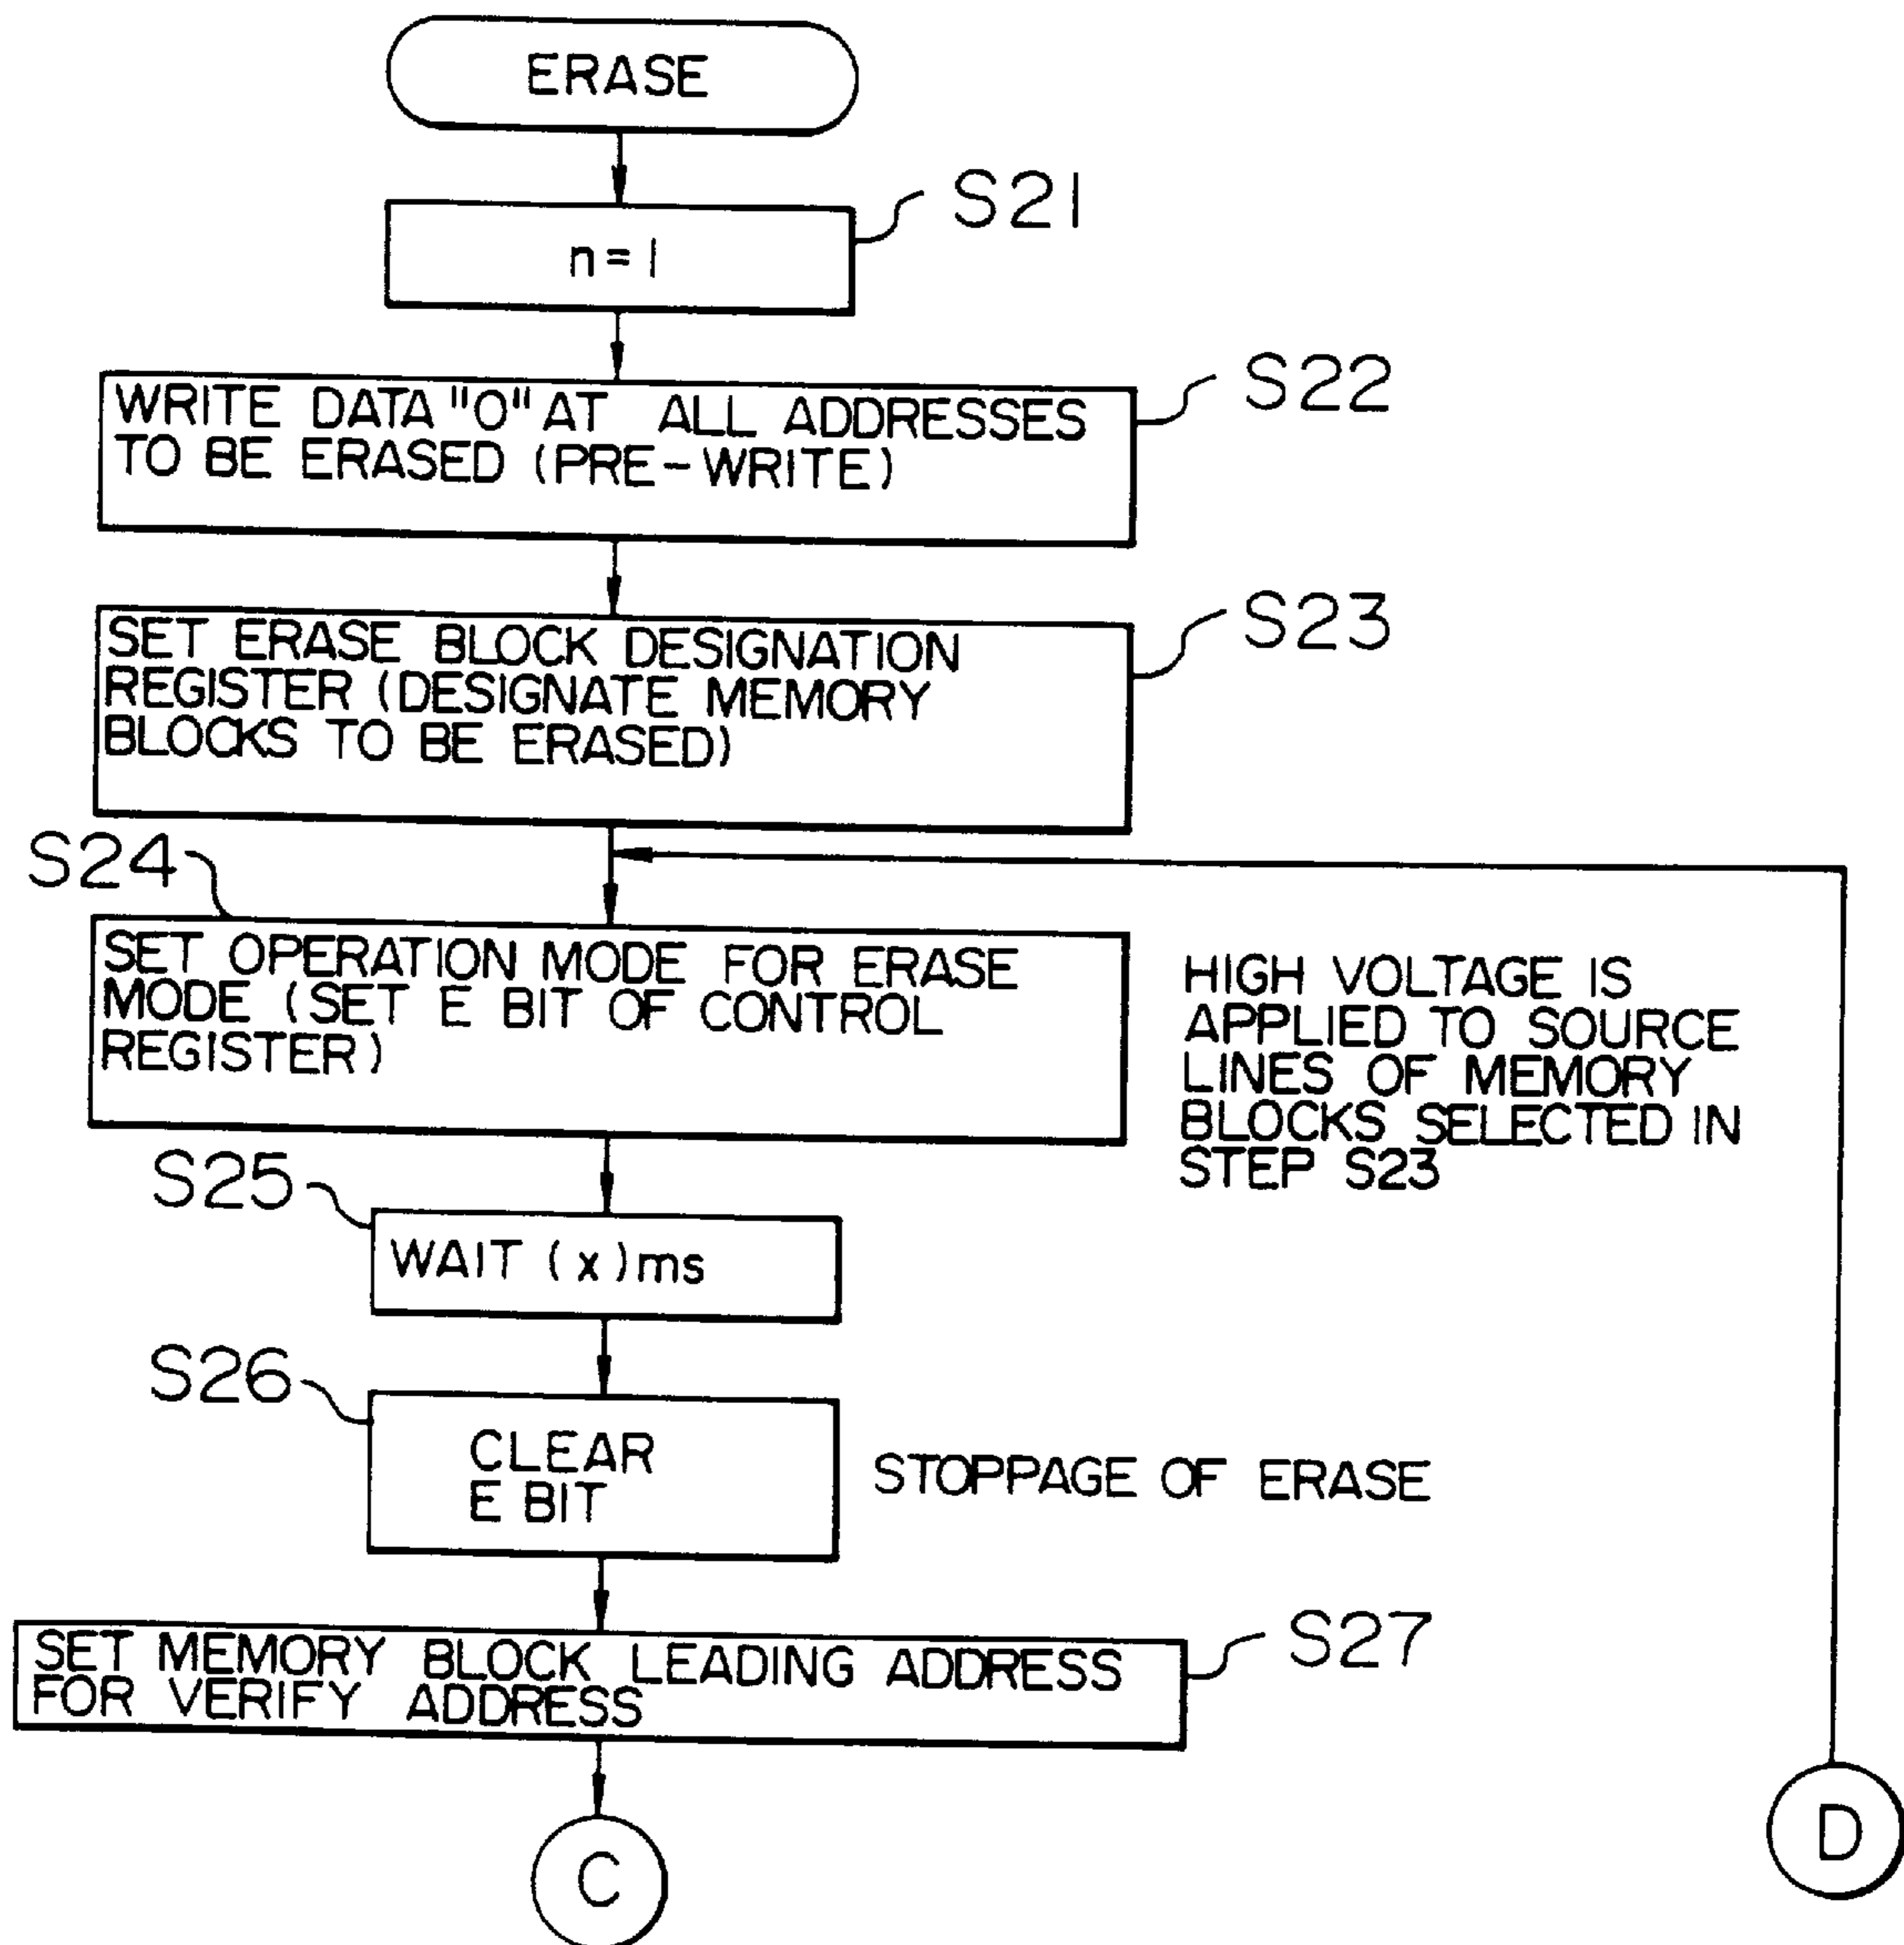 ERASE
S21
n=1
S22
WRITE DATA "0" AT ALL ADDRESSES
TO BE ERASED (PRE-WRITE)
S23
SET ERASE BLOCK DESIGNATION
REGISTER (DESIGNATE MEMORY
BLOCKS TO BE ERASED)
S24
SET OPERATION MODE FOR ERASE
MODE (SET E BIT OF CONTROL
REGISTER)
HIGH VOLTAGE IS
APPLIED TO SOURCE
LINES OF MEMORY
BLOCKS SELECTED IN
STEP S23
S25
WAIT (x)ms
S26
CLEAR
E BIT
STOPPAGE OF ERASE
S27
SET MEMORY BLOCK LEADING ADDRESS
FOR VERIFY ADDRESS
C
D